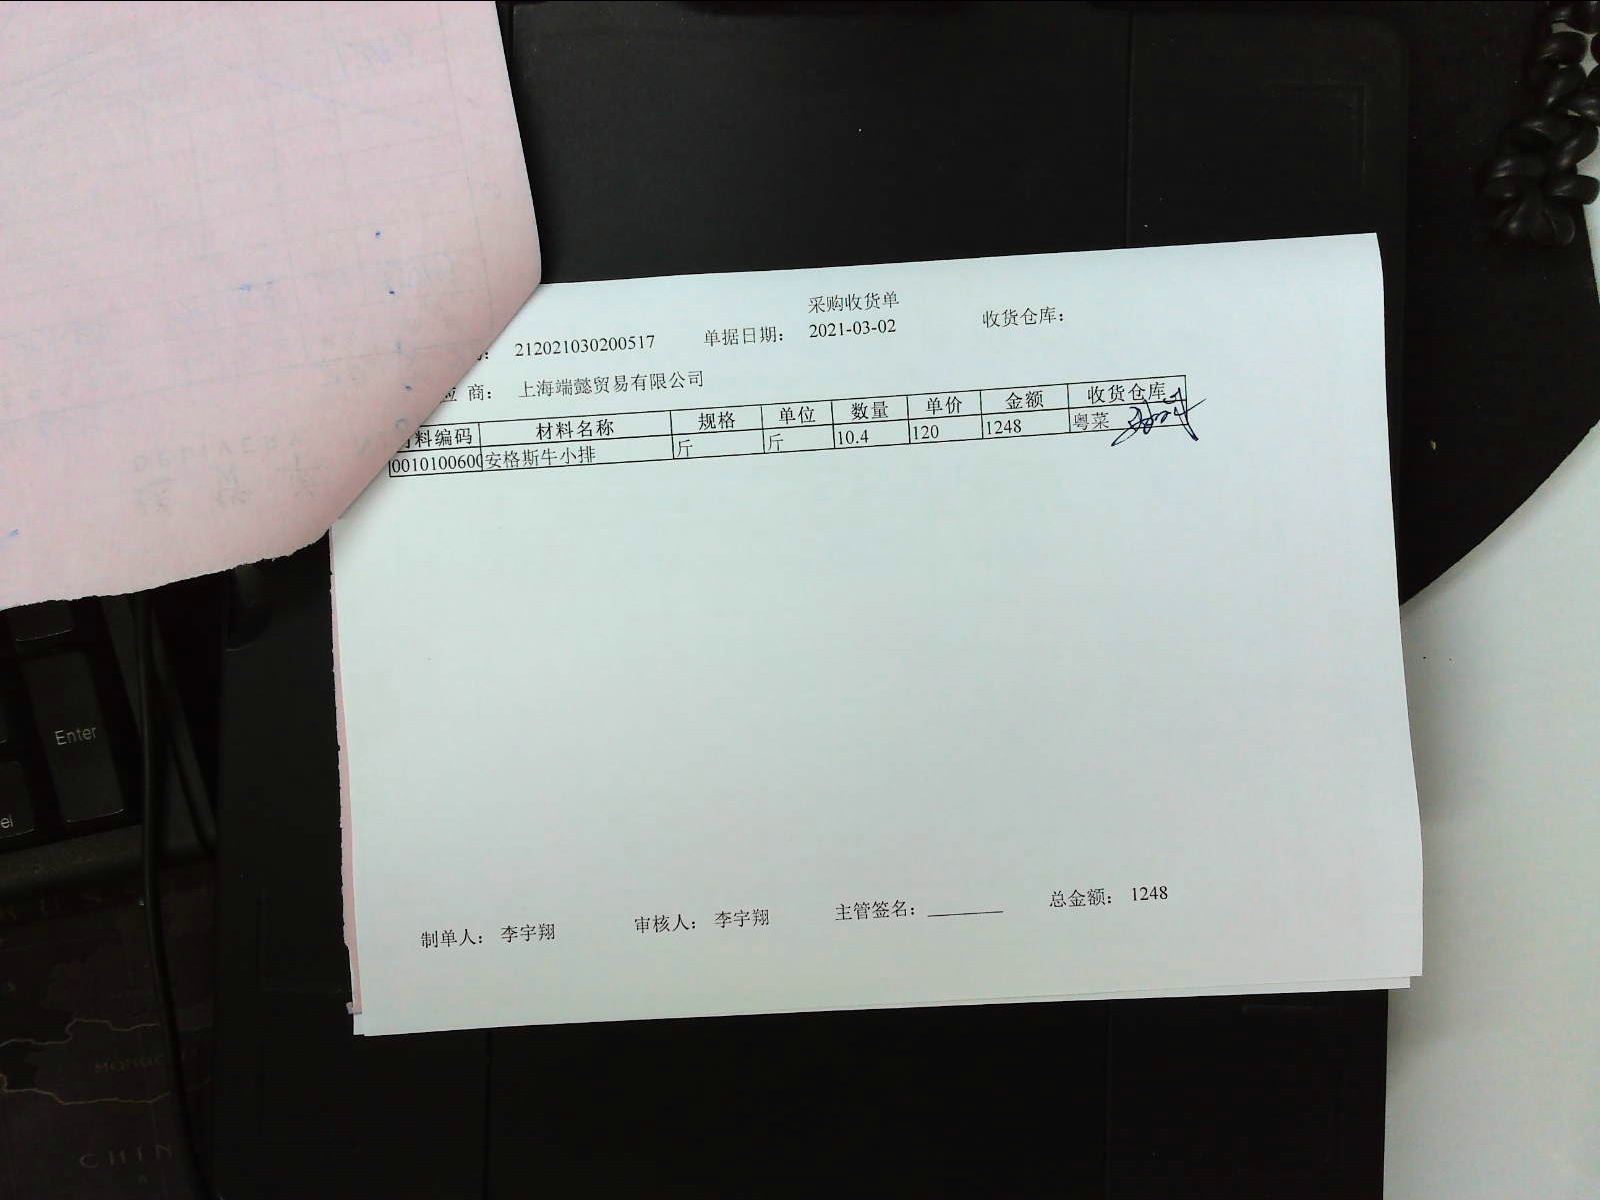 采购收货单
212021030200517 单据日期： 2021-03-02 收货仓库：
应 商： 上海端懿贸易有限公司
料编码 材料名称 规格 单位 数量 单价 金额 收货仓库
0010100600 安格斯牛小排 斤 斤 10.4 120 1248 粤菜
制单人： 李宇翔 审核人： 李宇翔 主管签名： 总金额： 1248
Enter
el
MONGO
CHIN